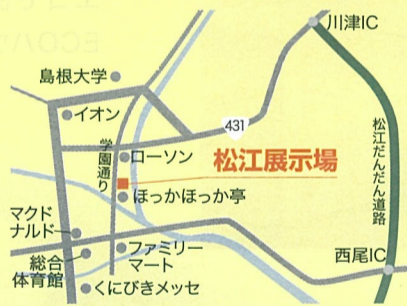 川津IC
島根大学
イオン
431
学園通り
ローソン
松江展示場
ほっかほっか亭
松江だんだん道路
マクド
ナルド
ファミリー
マート
総合
体育館
西尾IC
くにびきメッセ